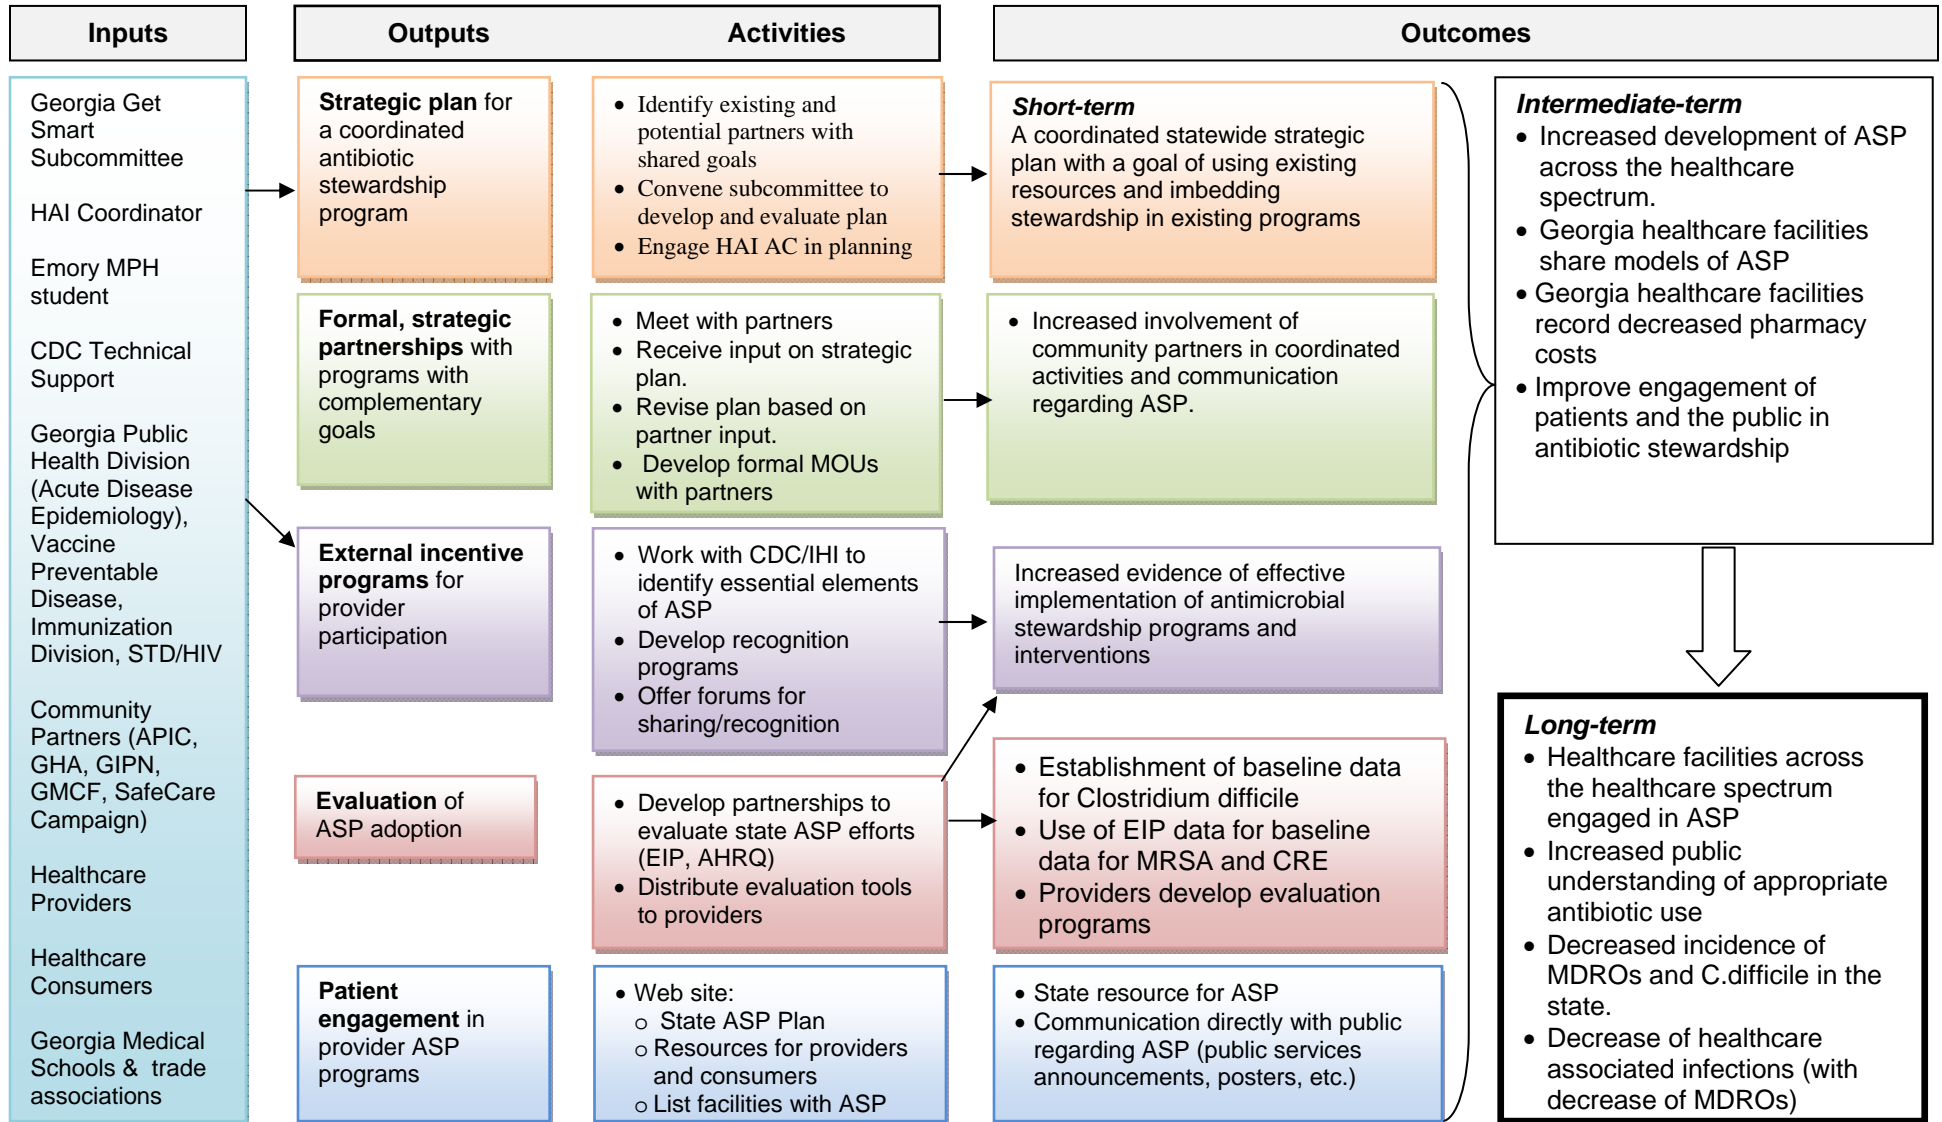 Inputs
Outputs
Activities
Outcomes
Georgia Get
Smart
Subcommittee
HAI Coordinator
Emory MPH
student
CDC Technical
Support
Georgia Public
Health Division
(Acute Disease
Epidemiology),
Vaccine
Preventable
Disease,
Immunization
Division, STD/HIV
Community
Partners (APIC,
GHA, GIPN,
GMCF, SafeCare
Campaign)
Healthcare
Providers
Healthcare
Consumers
Georgia Medical
Schools & trade
associations
Strategic plan for
a coordinated
antibiotic
stewardship
program
• Identify existing and
potential partners with
shared goals
• Convene subcommittee to
develop and evaluate plan
• Engage HAI AC in planning
Short-term
A coordinated statewide strategic
plan with a goal of using existing
resources and imbedding
stewardship in existing programs
Formal, strategic
partnerships with
programs with
complementary
goals
• Meet with partners
• Receive input on strategic
plan.
• Revise plan based on
partner input.
• Develop formal MOUs
with partners
• Increased involvement of
community partners in coordinated
activities and communication
regarding ASP.
External incentive
programs for
provider
participation
• Work with CDC/IHI to
identify essential elements
of ASP
• Develop recognition
programs
• Offer forums for
sharing/recognition
Increased evidence of effective
implementation of antimicrobial
stewardship programs and
interventions
Evaluation of
ASP adoption
• Develop partnerships to
evaluate state ASP efforts
(EIP, AHRQ)
• Distribute evaluation tools
to providers
• Establishment of baseline data
for Clostridium difficile
• Use of EIP data for baseline
data for MRSA and CRE
• Providers develop evaluation
programs
Patient
engagement in
provider ASP
programs
• Web site:
o State ASP Plan
o Resources for providers
and consumers
o List facilities with ASP
• State resource for ASP
• Communication directly with public
regarding ASP (public services
announcements, posters, etc.)
Intermediate-term
• Increased development of ASP
across the healthcare
spectrum.
• Georgia healthcare facilities
share models of ASP
• Georgia healthcare facilities
record decreased pharmacy
costs
• Improve engagement of
patients and the public in
antibiotic stewardship
Long-term
• Healthcare facilities across
the healthcare spectrum
engaged in ASP
• Increased public
understanding of appropriate
antibiotic use
• Decreased incidence of
MDROs and C.difficile in the
state.
• Decrease of healthcare
associated infections (with
decrease of MDROs)